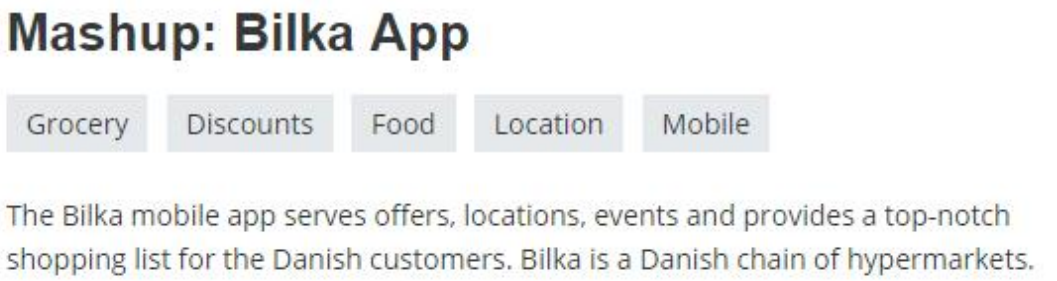 Mashup: Bilka App
Grocery Discounts Food Location Mobile
The Bilka mobile app serves offers, locations, events and provides a top-notch
shopping list for the Danish customers. Bilka is a Danish chain of hypermarkets.